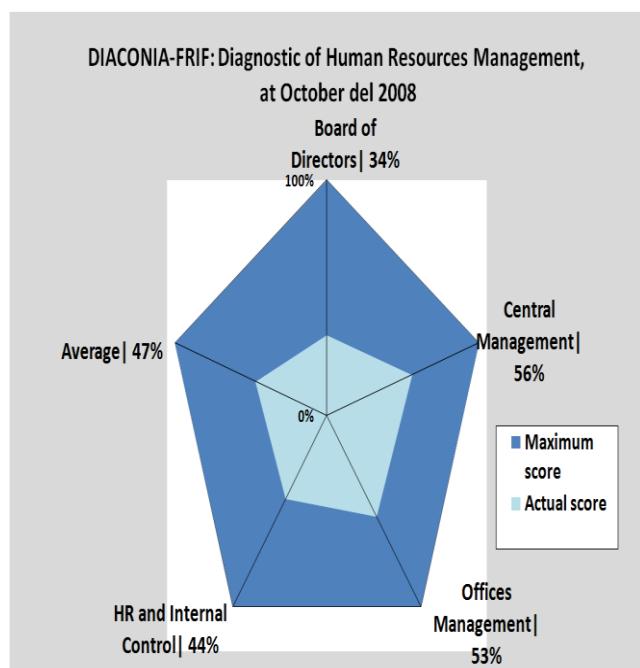 DIACONIA-FRIF: Diagnostic of Human Resources Management,
at October del 2008
Board of
Directors| 34%
100%
Central
Management|
56%
Average| 47%
0%
Maximum
score
Actual score
HR and Internal
Control| 44%
Offices
Management|
53%